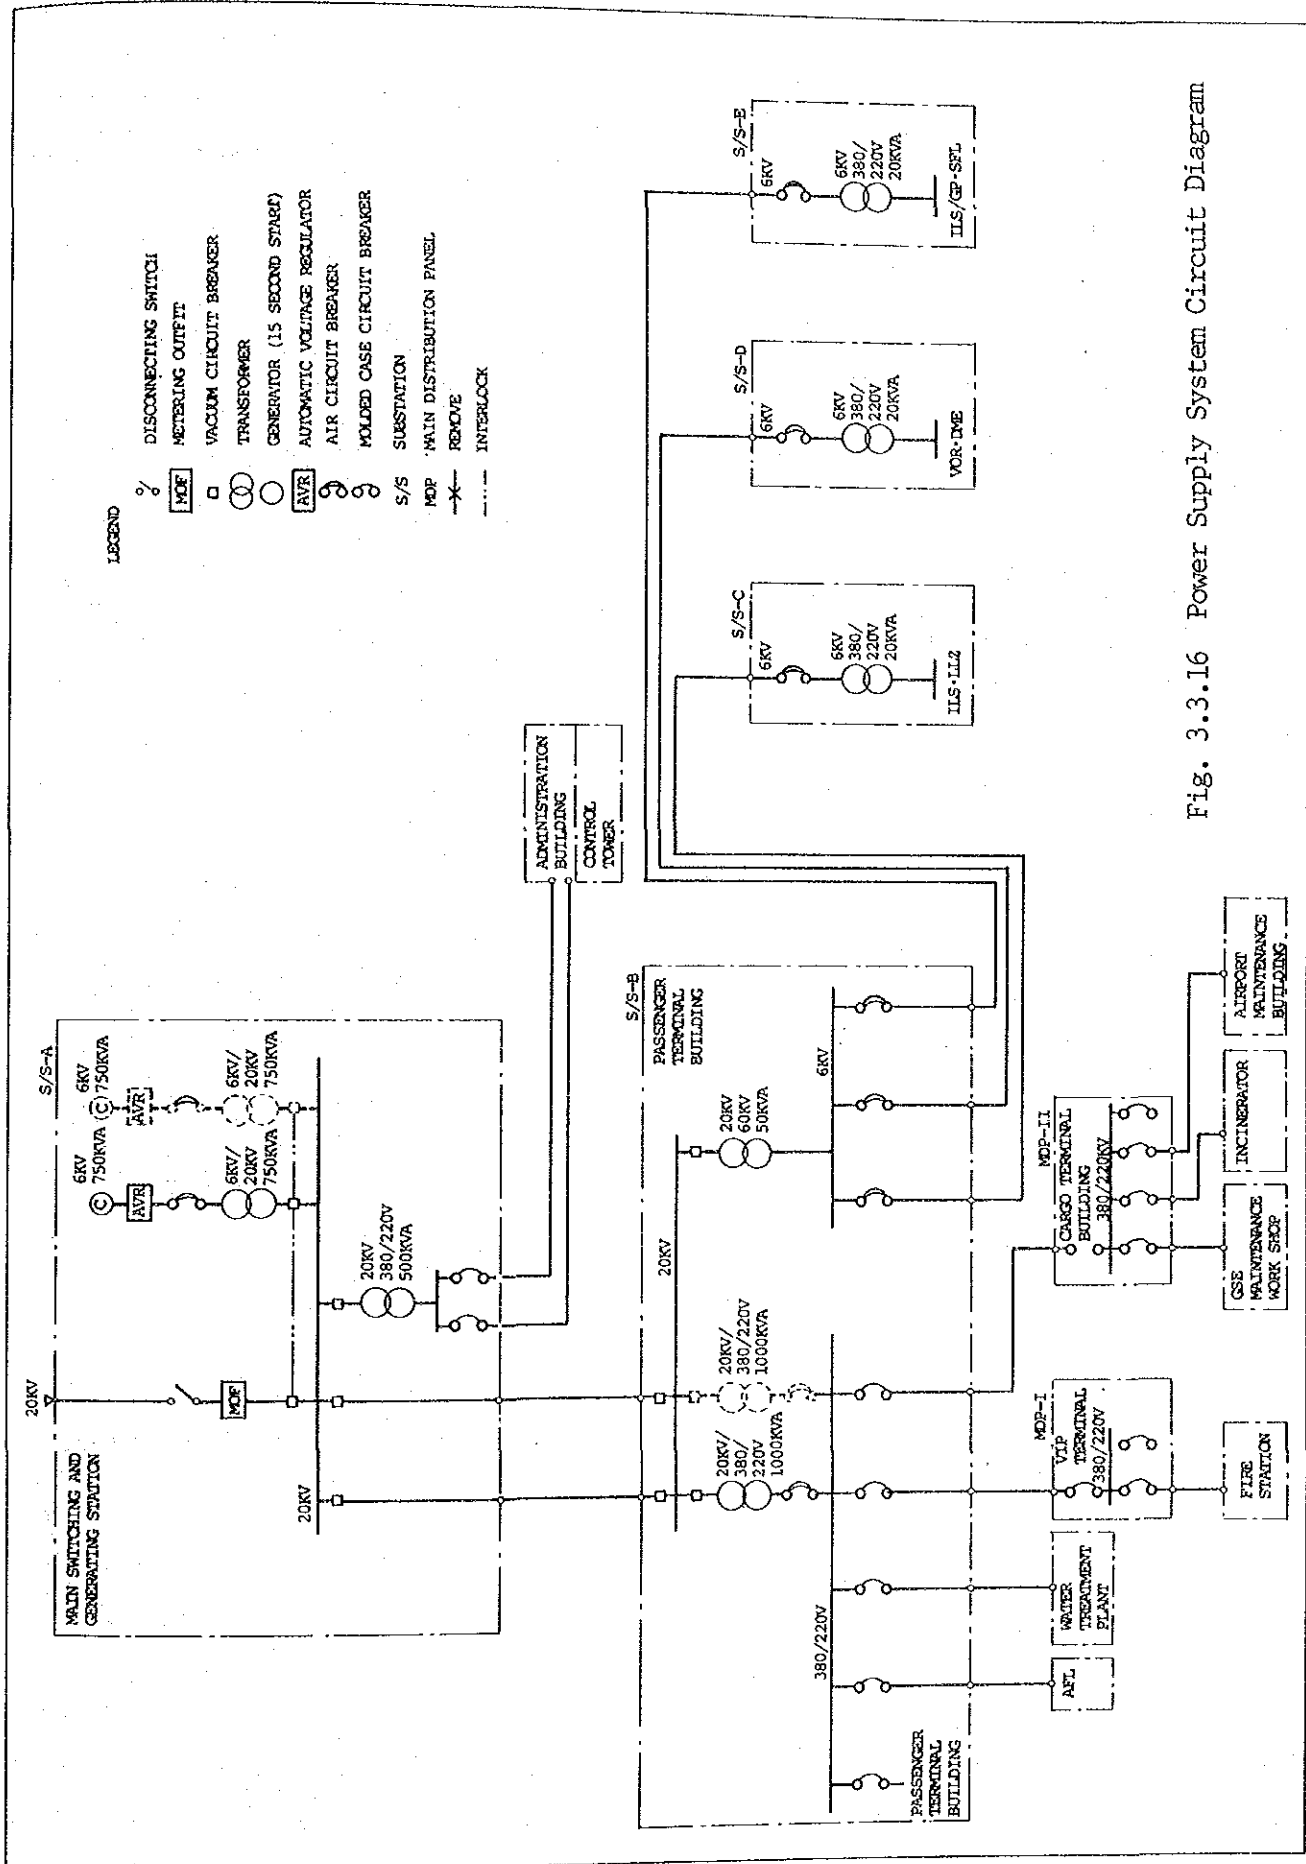 LEGEND
DISCONNECTING SWITCH
MOF METERING OUTFIT
VACUUM CIRCUIT BREAKER
TRANSFORMER
GENERATOR (15 SECOND START)
AVR AUTOMATIC VOLTAGE REGULATOR
AIR CIRCUIT BREAKER
MOLDED CASE CIRCUIT BREAKER
S/S SUBSTATION
MDP MAIN DISTRIBUTION PANEL
REMOVE
INTERLOCK
S/S-A
MAIN SWITCHING AND
GENERATING STATION
20KV
MOF
6KV
750KVA
G
AVR
6KV/
20KV
750KVA
6KV
750KVA
G
AVR
6KV/
20KV
750KVA
20KV
20KV
380/220V
500KVA
ADMINISTRATION
BUILDING
CONTROL
TOWER
S/S-B
PASSENGER
TERMINAL
BUILDING
20KV
20KV/
380/
220V
1000KVA
20KV/
380/220V
1000KVA
20KV
60KV
50KVA
6KV
380/220V
PASSENGER
TERMINAL
BUILDING
AFL
WATER
TREATMENT
PLANT
MDP-I
VIP
TERMINAL
380/220V
FIRE
STATION
MDP-II
CARGO TERMINAL
BUILDING
380/220KV
GSE
MAINTENANCE
WORK SHOP
INCINERATOR
AIRPORT
MAINTENANCE
BUILDING
S/S-C
6KV
6KV
380/
220V
20KVA
ILS·LLZ
S/S-D
6KV
6KV
380/
220V
20KVA
VOR·DME
S/S-E
6KV
6KV
380/
220V
20KVA
ILS/GP·SFL
Fig. 3.3.16 Power Supply System Circuit Diagram